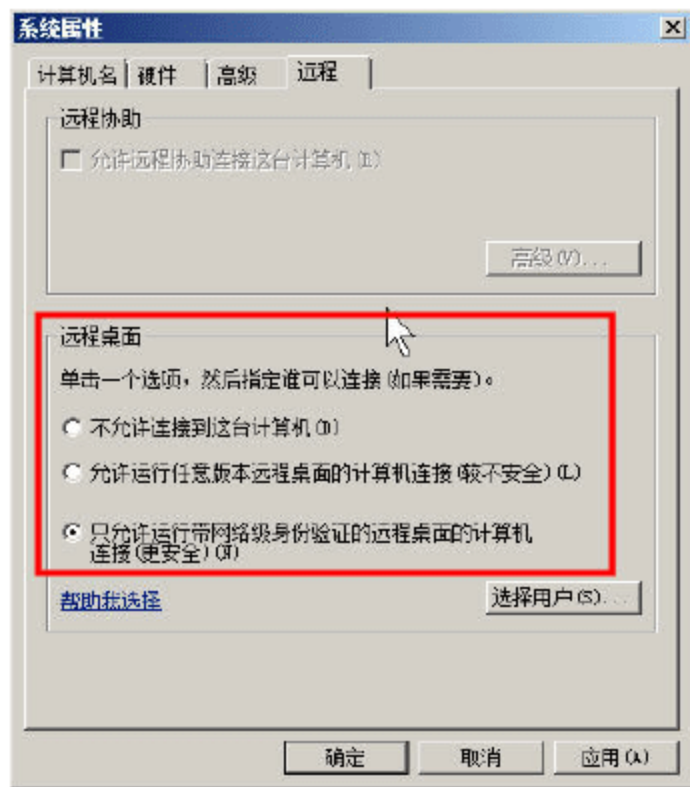 系统属性
计算机名 硬件 高级 远程
远程协助
允许远程协助连接这台计算机(R)
高级(V)...
远程桌面
单击一个选项，然后指定谁可以连接(如果需要)。
不允许连接到这台计算机(D)
允许运行任意版本远程桌面的计算机连接(较不安全)(L)
只允许运行带网络级身份验证的远程桌面的计算机
连接(更安全)(N)
帮助我选择
选择用户(S)...
确定 取消 应用(A)